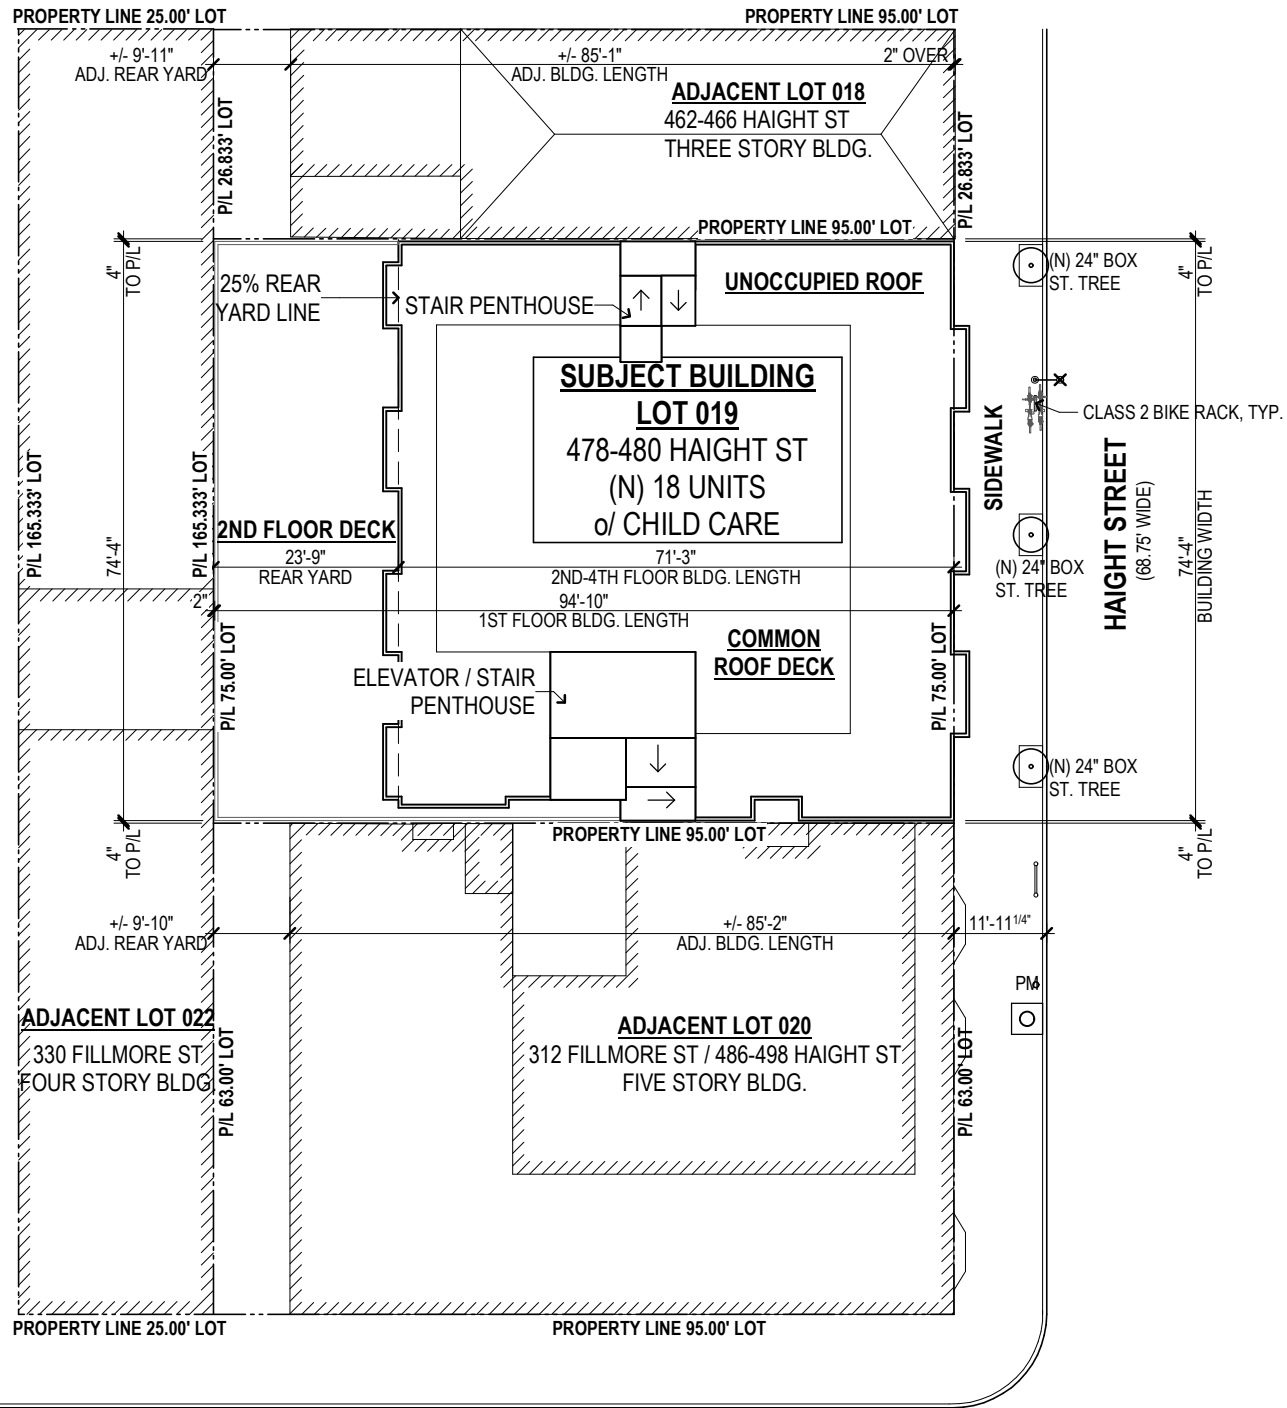 PROPERTY LINE 25.00' LOT
PROPERTY LINE 95.00' LOT
+/- 9'-11"
ADJ. REAR YARD
+/- 85'-1"
ADJ. BLDG. LENGTH
2" OVER
ADJACENT LOT 018
462-466 HAIGHT ST
THREE STORY BLDG.
P/L 26.833' LOT
P/L 26.833' LOT
PROPERTY LINE 95.00' LOT
4"
TO P/L
25% REAR
YARD LINE
STAIR PENTHOUSE
UNOCCUPIED ROOF
(N) 24" BOX
ST. TREE
4"
TO P/L
SUBJECT BUILDING
LOT 019
478-480 HAIGHT ST
(N) 18 UNITS
o/ CHILD CARE
SIDEWALK
CLASS 2 BIKE RACK, TYP.
HAIGHT STREET
(68.75' WIDE)
P/L 165.333' LOT
P/L 165.333' LOT
74'-4"
2ND FLOOR DECK
23'-9"
REAR YARD
71'-3"
2ND-4TH FLOOR BLDG. LENGTH
(N) 24" BOX
ST. TREE
74'-4"
BUILDING WIDTH
2"
94'-10"
1ST FLOOR BLDG. LENGTH
COMMON
ROOF DECK
P/L 75.00' LOT
ELEVATOR / STAIR
PENTHOUSE
P/L 75.00' LOT
(N) 24" BOX
ST. TREE
PROPERTY LINE 95.00' LOT
4"
TO P/L
4"
TO P/L
+/- 9'-10"
ADJ. REAR YARD
+/- 85'-2"
ADJ. BLDG. LENGTH
11'-11 1/4"
PM
ADJACENT LOT 022
330 FILLMORE ST
FOUR STORY BLDG.
P/L 63.00' LOT
ADJACENT LOT 020
312 FILLMORE ST / 486-498 HAIGHT ST
FIVE STORY BLDG.
P/L 63.00' LOT
PROPERTY LINE 25.00' LOT
PROPERTY LINE 95.00' LOT